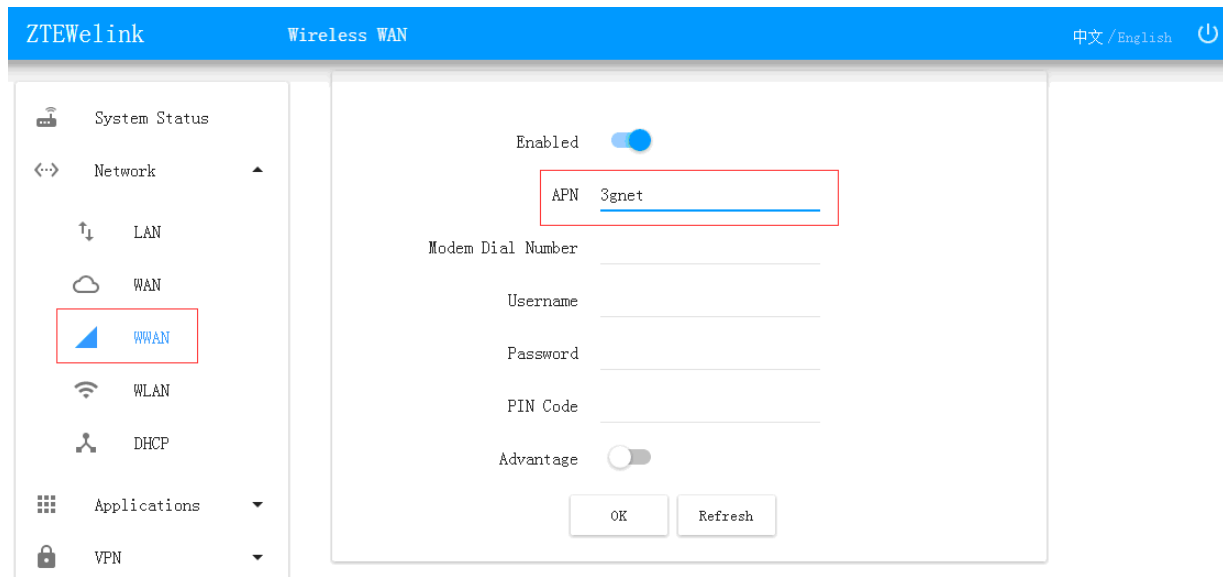 ZTEWelink
Wireless WAN
中文/English
System Status
Network
LAN
WAN
WWAN
WLAN
DHCP
Applications
VPN
Enabled
APN 3gnet
Modem Dial Number
Username
Password
PIN Code
Advantage
OK Refresh